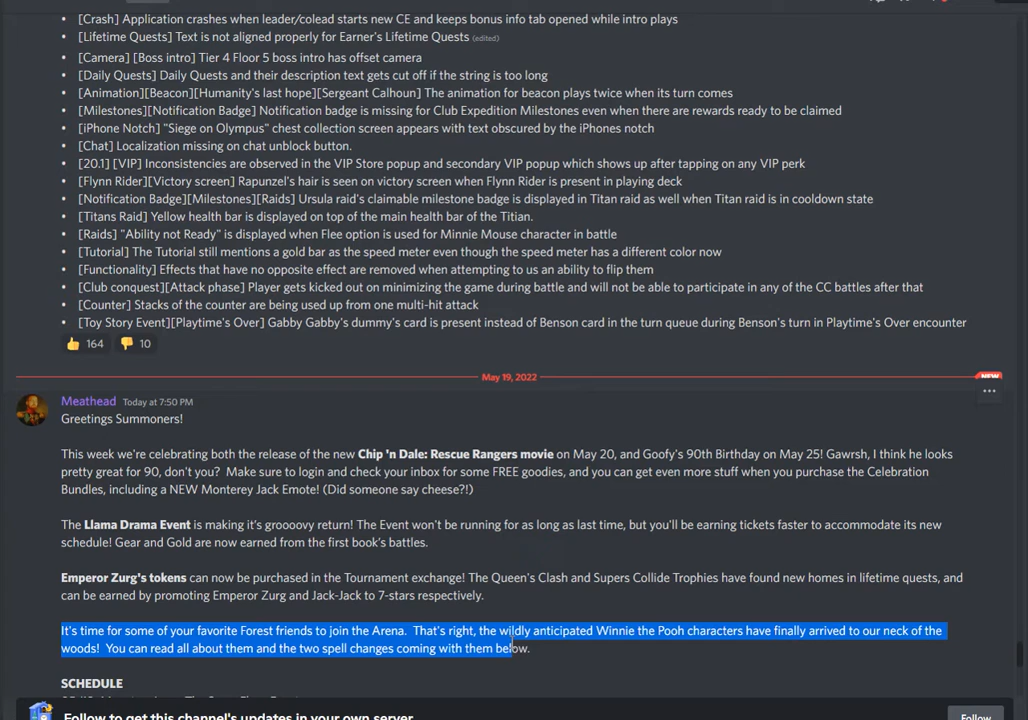 [Crash] Application crashes when leader/colead starts new CE and keeps bonus info tab opened while intro plays
[Lifetime Quests] Text is not aligned properly for Earner's Lifetime Quests (edited)
[Camera] [Boss intro] Tier 4 Floor 5 boss intro has offset camera
[Daily Quests] Daily Quests and their description text gets cut off if the string is too long
[Animation][Beacon][Humanity's last hope][Sergeant Calhoun] The animation for beacon plays twice when its turn comes
[Milestones][Notification Badge] Notification badge is missing for Club Expedition Milestones even when there are rewards ready to be claimed
[iPhone Notch] "Siege on Olympus" chest collection screen appears with text obscured by the iPhones notch
[Chat] Localization missing on chat unblock button.
[20.1] [VIP] Inconsistencies are observed in the VIP Store popup and secondary VIP popup which shows up after tapping on any VIP perk
[Flynn Rider][Victory screen] Rapunzel's hair is seen on victory screen when Flynn Rider is present in playing deck
[Notification Badge][Milestones][Raids] Ursula raid's claimable milestone badge is displayed in Titan raid as well when Titan raid is in cooldown state
[Titans Raid] Yellow health bar is displayed on top of the main health bar of the Titian.
[Raids] "Ability not Ready" is displayed when Flee option is used for Minnie Mouse character in battle
[Tutorial] The Tutorial still mentions a gold bar as the speed meter even though the speed meter has a different color now
[Functionality] Effects that have no opposite effect are removed when attempting to us an ability to flip them
[Club conquest][Attack phase] Player gets kicked out on minimizing the game during battle and will not be able to participate in any of the CC battles after that
[Counter] Stacks of the counter are being used up from one multi-hit attack
[Toy Story Event][Playtime's Over] Gabby Gabby's dummy's card is present instead of Benson card in the turn queue during Benson's turn in Playtime's Over encounter
164 10
May 19, 2022 NEW
Meathead Today at 7:50 PM
Greetings Summoners!
This week we're celebrating both the release of the new Chip 'n Dale: Rescue Rangers movie on May 20, and Goofy's 90th Birthday on May 25! Gawrsh, I think he looks
pretty great for 90, don't you? Make sure to login and check your inbox for some FREE goodies, and you can get even more stuff when you purchase the Celebration
Bundles, including a NEW Monterey Jack Emote! (Did someone say cheese?!)
The Llama Drama Event is making it's groooovy return! The Event won't be running for as long as last time, but you'll be earning tickets faster to accommodate its new
schedule! Gear and Gold are now earned from the first book's battles.
Emperor Zurg's tokens can now be purchased in the Tournament exchange! The Queen's Clash and Supers Collide Trophies have found new homes in lifetime quests, and
can be earned by promoting Emperor Zurg and Jack-Jack to 7-stars respectively.
It's time for some of your favorite Forest friends to join the Arena. That's right, the wildly anticipated Winnie the Pooh characters have finally arrived to our neck of the
woods! You can read all about them and the two spell changes coming with them below.
SCHEDULE
Follow to get this channel's updates in your own server
Follow